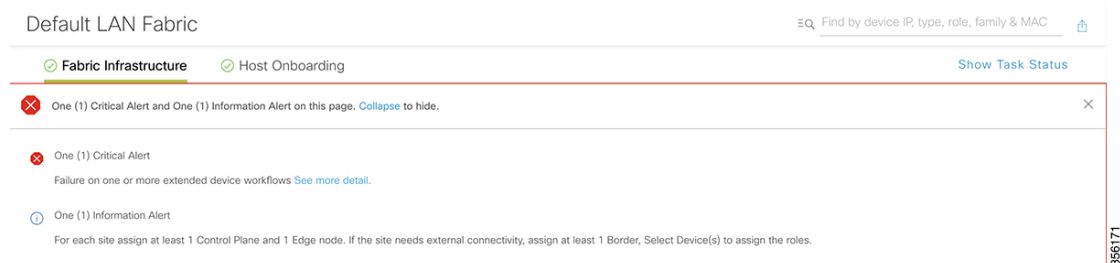 Default LAN Fabric
Find by device IP, type, role, family & MAC
Fabric Infrastructure
Host Onboarding
Show Task Status
One (1) Critical Alert and One (1) Information Alert on this page. Collapse to hide.
One (1) Critical Alert
Failure on one or more extended device workflows See more detail.
One (1) Information Alert
For each site assign at least 1 Control Plane and 1 Edge node. If the site needs external connectivity, assign at least 1 Border, Select Device(s) to assign the roles.
356171